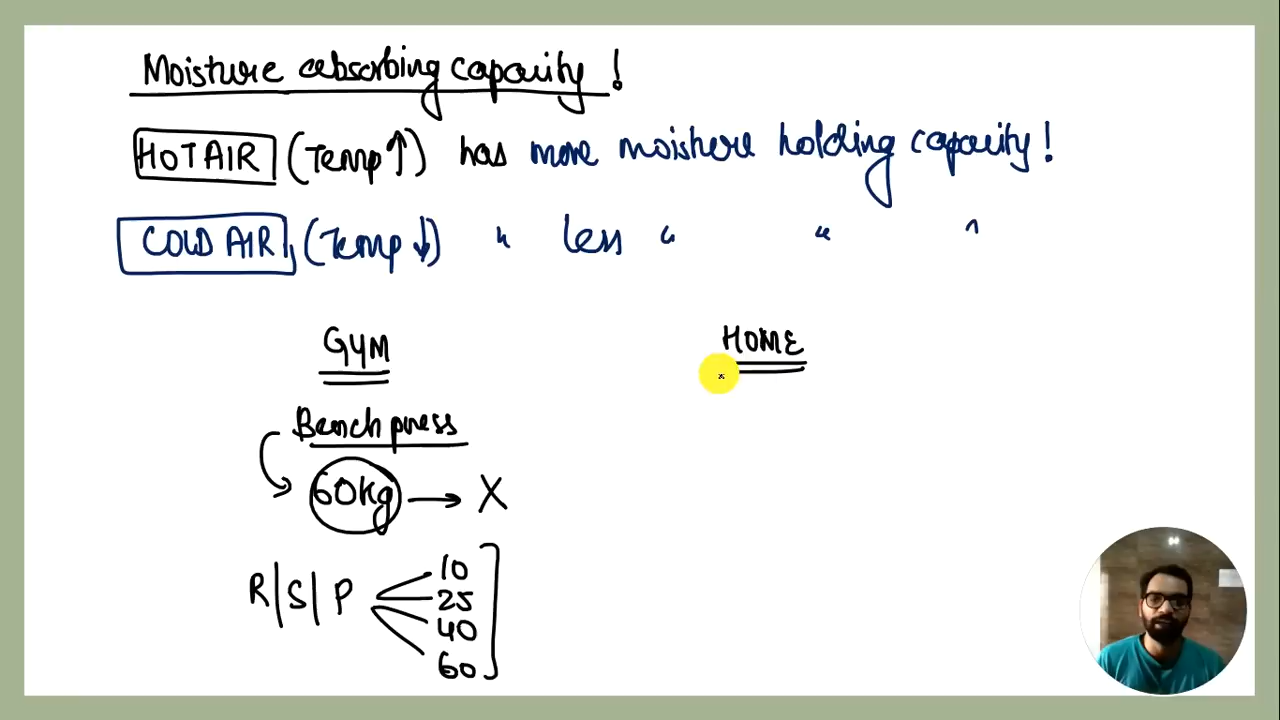 Moisture absorbing capacity!
HOT AIR (Temp ↑) has more moisture holding capacity!
COLD AIR (Temp ↓) " less " " "
GYM
HOME
Bench press
60kg → X
R|S|P
10
25
40
60